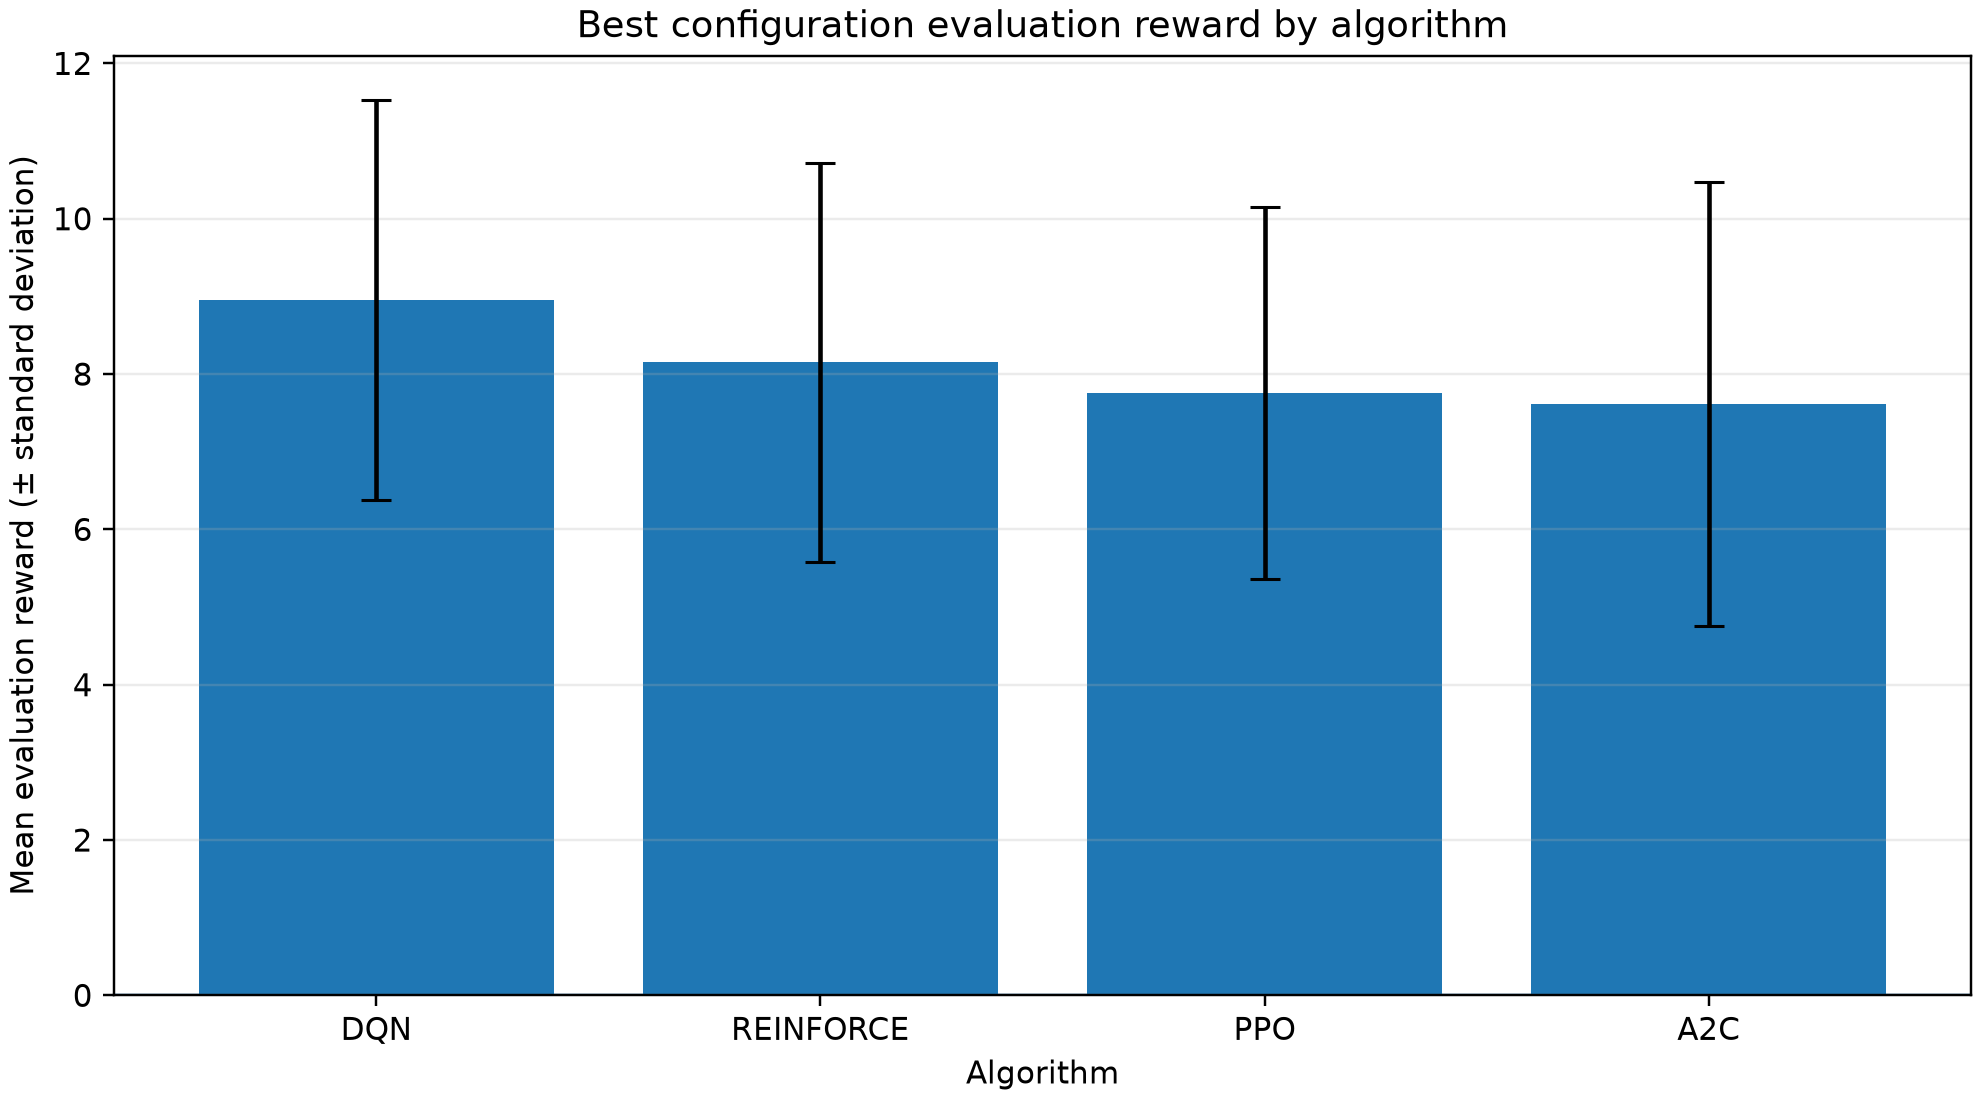 Best configuration evaluation reward by algorithm
Mean evaluation reward (± standard deviation)
12
10
8
6
4
2
0
DQN
REINFORCE
PPO
A2C
Algorithm